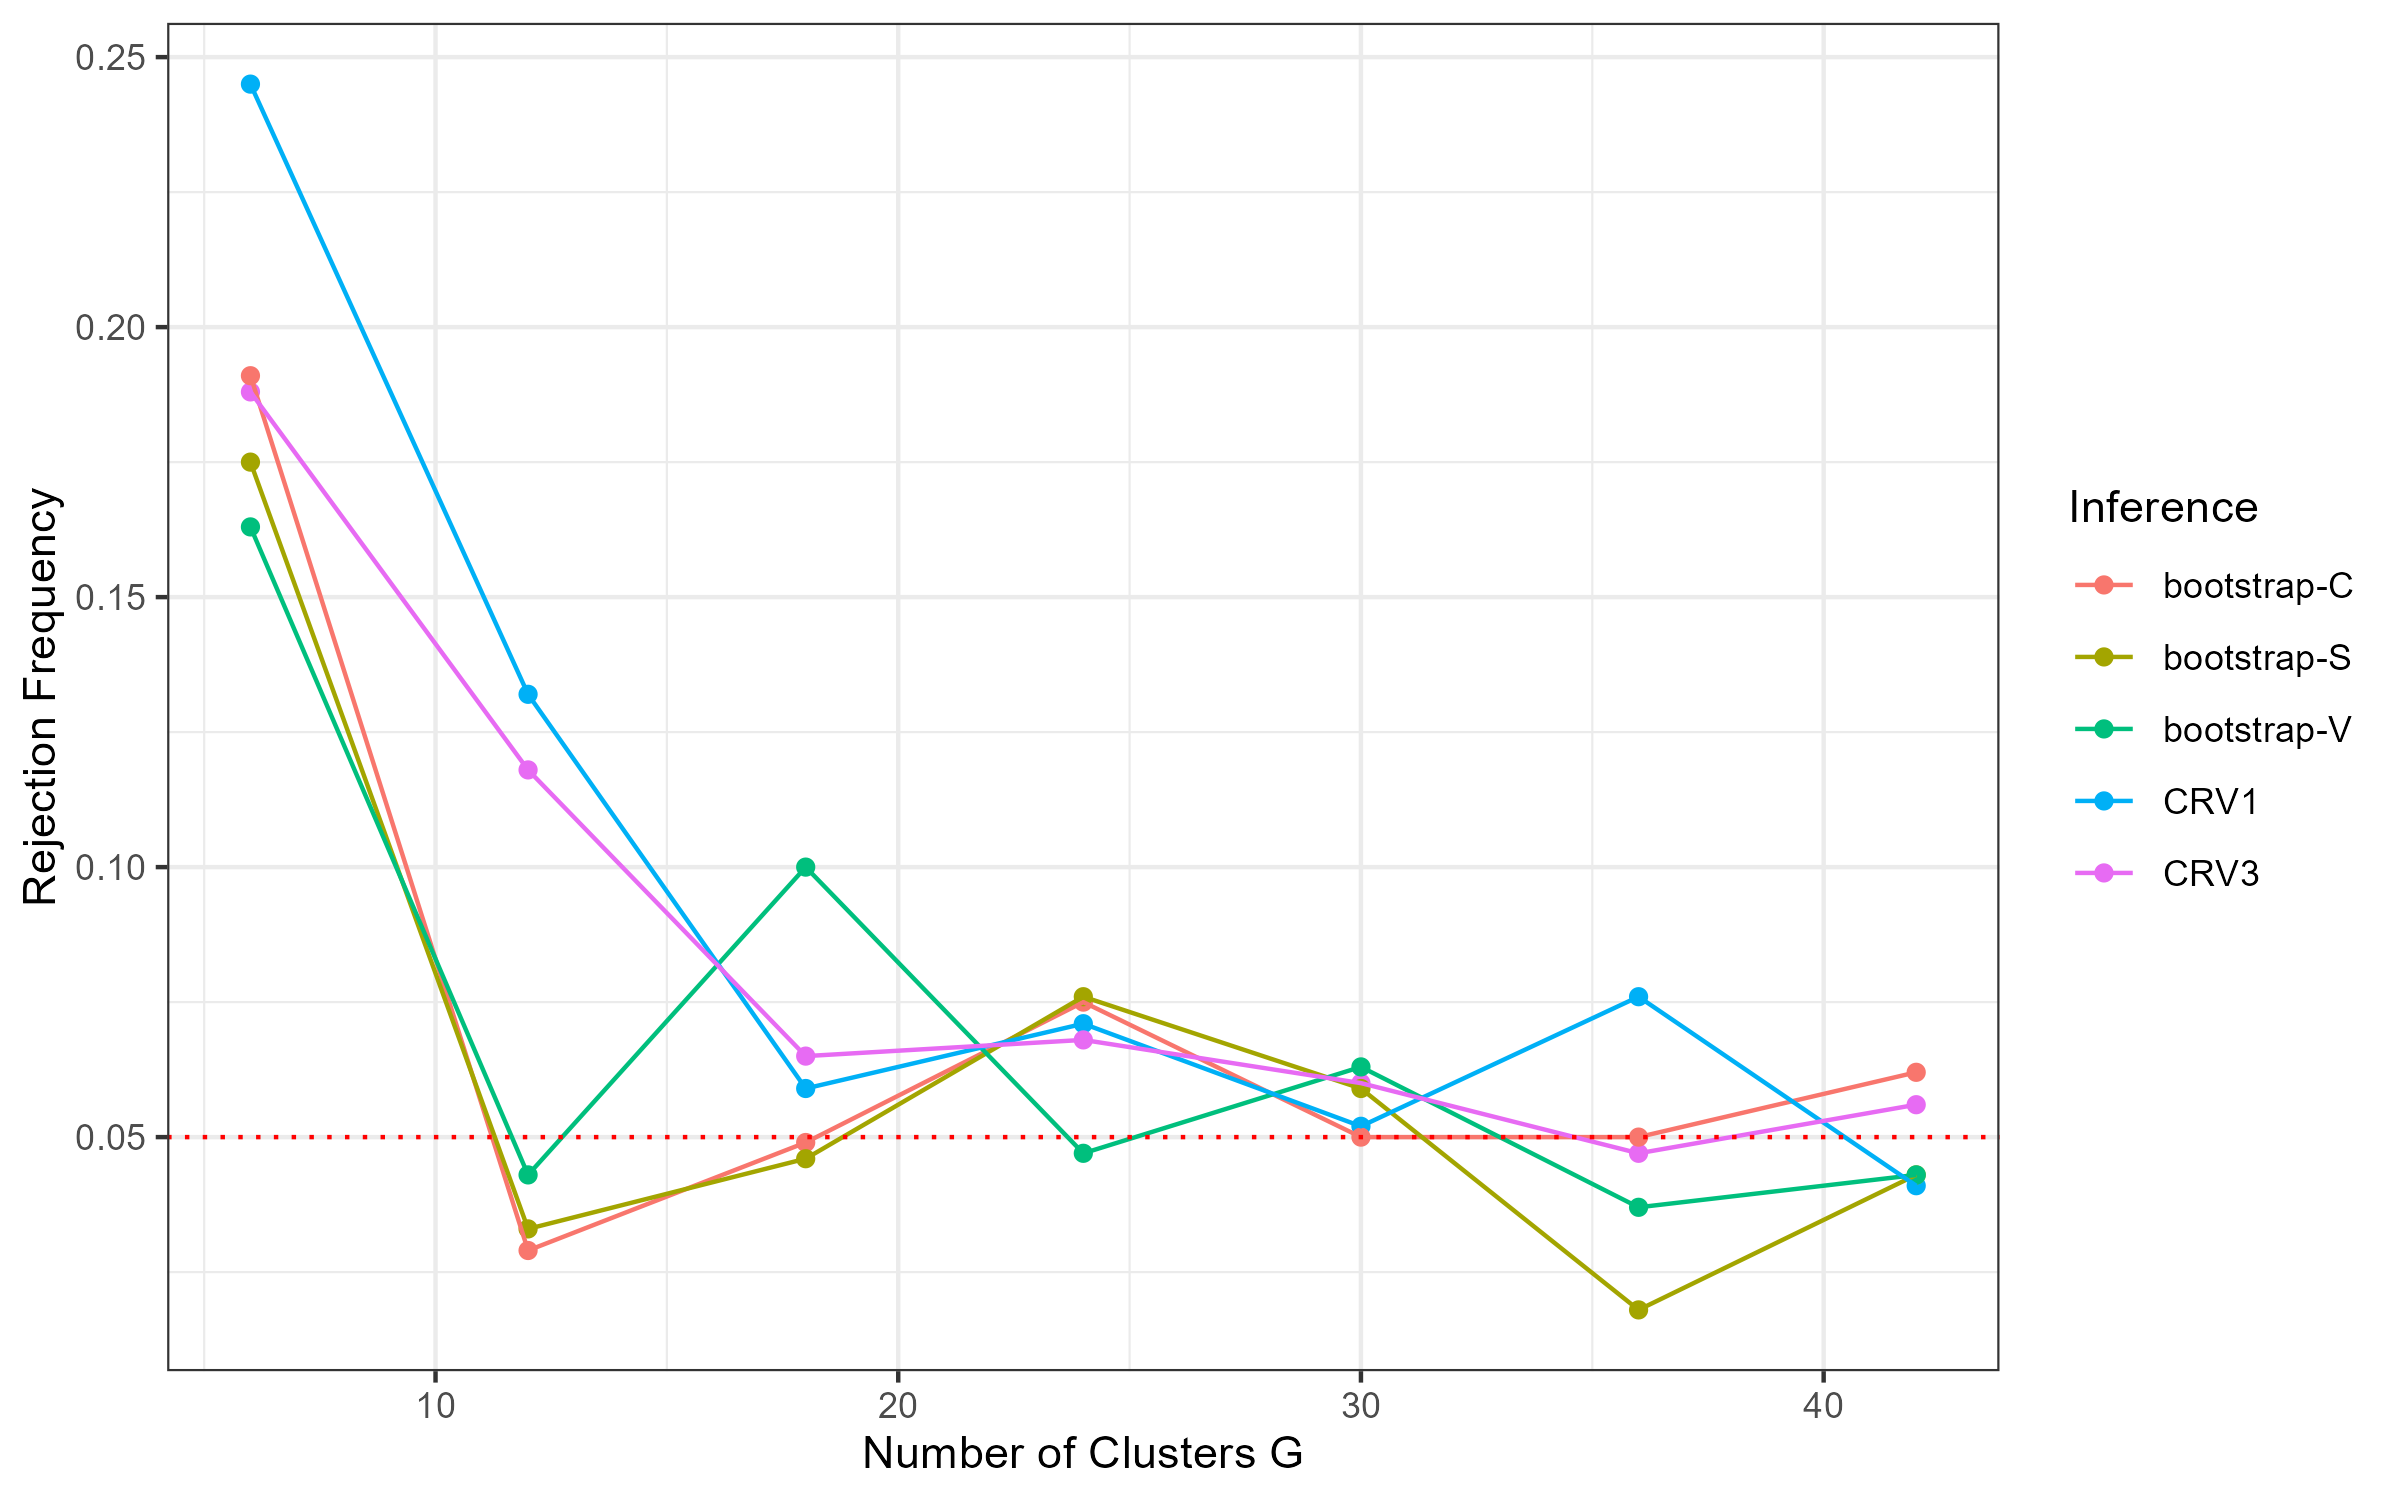 0.25
0.20
0.15
0.10
0.05
Rejection Frequency
10 20 30 40
Number of Clusters G
Inference
bootstrap-C
bootstrap-S
bootstrap-V
CRV1
CRV3